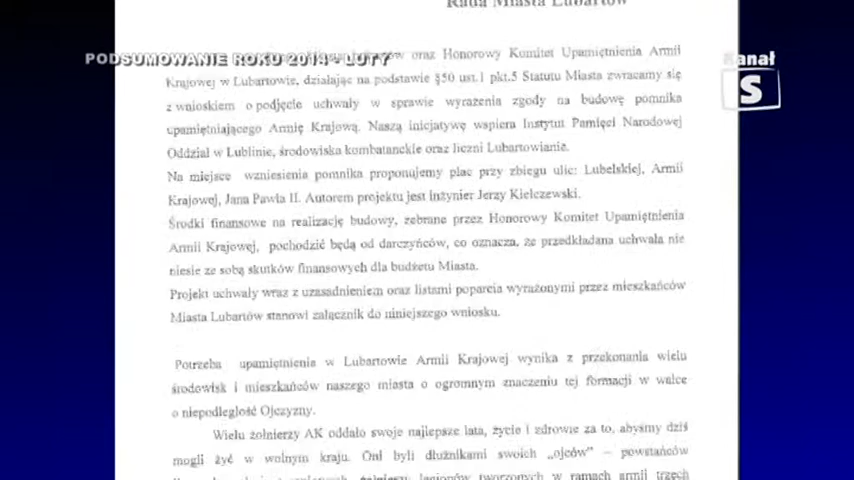 Rada Miasta Lubartów
PODSUMOWANIE ROKU 2014 - LUTY
oraz Honorowy Komitet Upamiętnienia Armii
Kanał
S
Krajowej w Lubartowie, działając na podstawie §50 ust.1 pkt.5 Statutu Miasta zwracamy się
z wnioskiem o podjęcie uchwały w sprawie wyrażenia zgody na budowę pomnika
upamiętniającego Armię Krajową. Naszą inicjatywę wspiera Instytut Pamięci Narodowej
Oddział w Lublinie, środowiska kombatanckie oraz liczni Lubartowianie.
Na miejsce wzniesienia pomnika proponujemy plac przy zbiegu ulic: Lubelskiej, Armii
Krajowej, Jana Pawła II. Autorem projektu jest inżynier Jerzy Kiełczewski.
Środki finansowe na realizację budowy, zebrane przez Honorowy Komitet Upamiętnienia
Armii Krajowej, pochodzić będą od darczyńców, co oznacza, że przedkładana uchwała nie
niesie ze sobą skutków finansowych dla budżetu Miasta.
Projekt uchwały wraz z uzasadnieniem oraz listami poparcia wyrażonymi przez mieszkańców
Miasta Lubartów stanowi załącznik do niniejszego wniosku.
Potrzeba upamiętnienia w Lubartowie Armii Krajowej wynika z przekonania wielu
środowisk i mieszkańców naszego miasta o ogromnym znaczeniu tej formacji w walce
o niepodległość Ojczyzny.
Wielu żołnierzy AK oddało swoje najlepsze lata, życie i zdrowie za to, abyśmy dziś
mogli żyć w wolnym kraju. Oni byli dłużnikami swoich „ojców” – powstańców
żołnierzy legionów tworzonych w ramach armii trzech